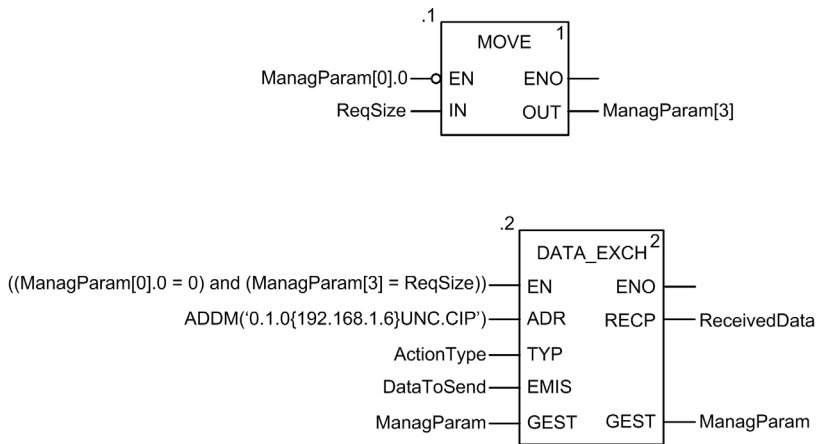 .1
MOVE 1
ManagParam[0].0 EN ENO
ReqSize IN OUT ManagParam[3]
.2
DATA_EXCH 2
((ManagParam[0].0 = 0) and (ManagParam[3] = ReqSize)) EN ENO
ADDM(‘0.1.0{192.168.1.6}UNC.CIP’) ADR RECP ReceivedData
ActionType TYP
DataToSend EMIS
ManagParam GEST GEST ManagParam